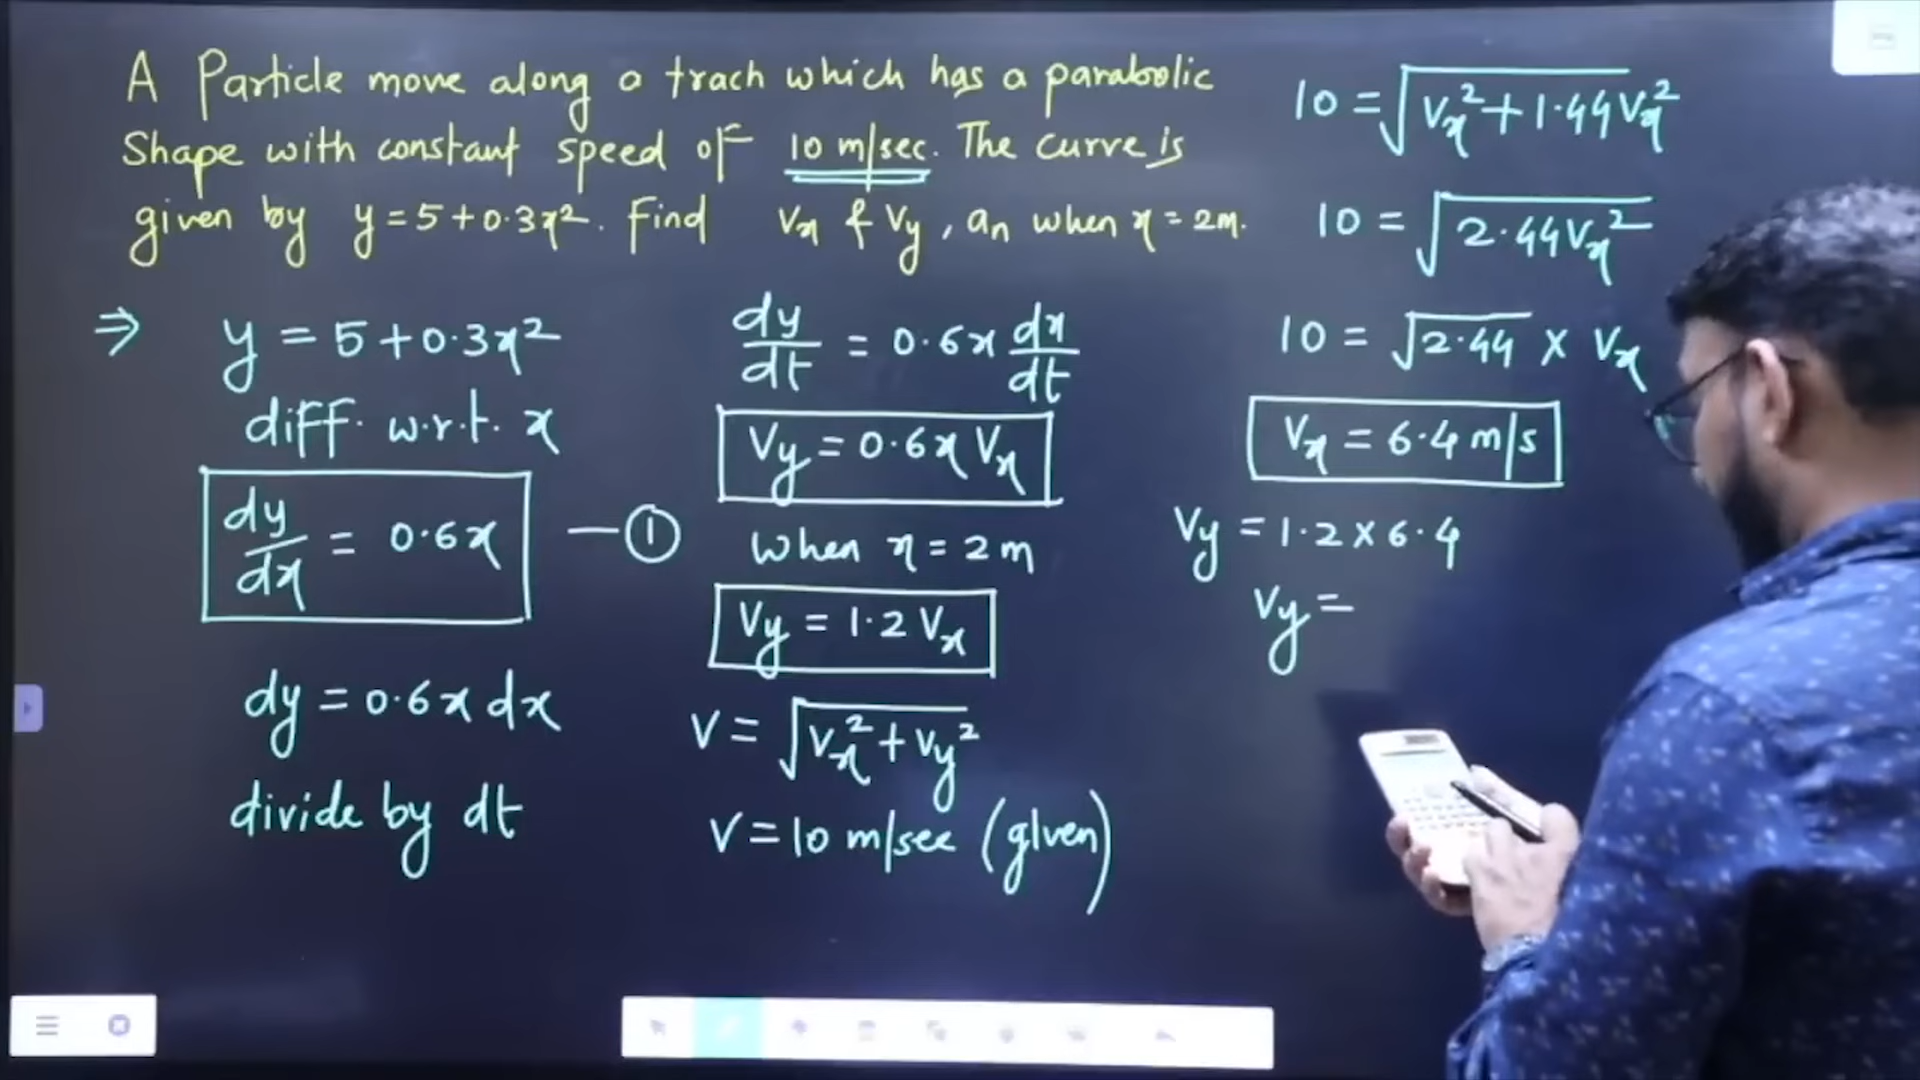 A Particle move along a trach which has a parabolic
Shape with constant speed of 10 m/sec. The curve is
given by y = 5 + 0.3x². Find Vx & Vy, an when x = 2m.
⇒ y = 5 + 0.3x²
diff. w.r.t. x
dy/dx = 0.6x —①
dy = 0.6x dx
divide by dt
dy/dt = 0.6x dx/dt
Vy = 0.6x Vx
when x = 2m
Vy = 1.2 Vx
V = √(Vx² + Vy²)
V = 10 m/sec (given)
10 = √(Vx² + 1.44Vx²)
10 = √(2.44Vx²)
10 = √2.44 × Vx
Vx = 6.4 m/s
Vy = 1.2 × 6.4
Vy =